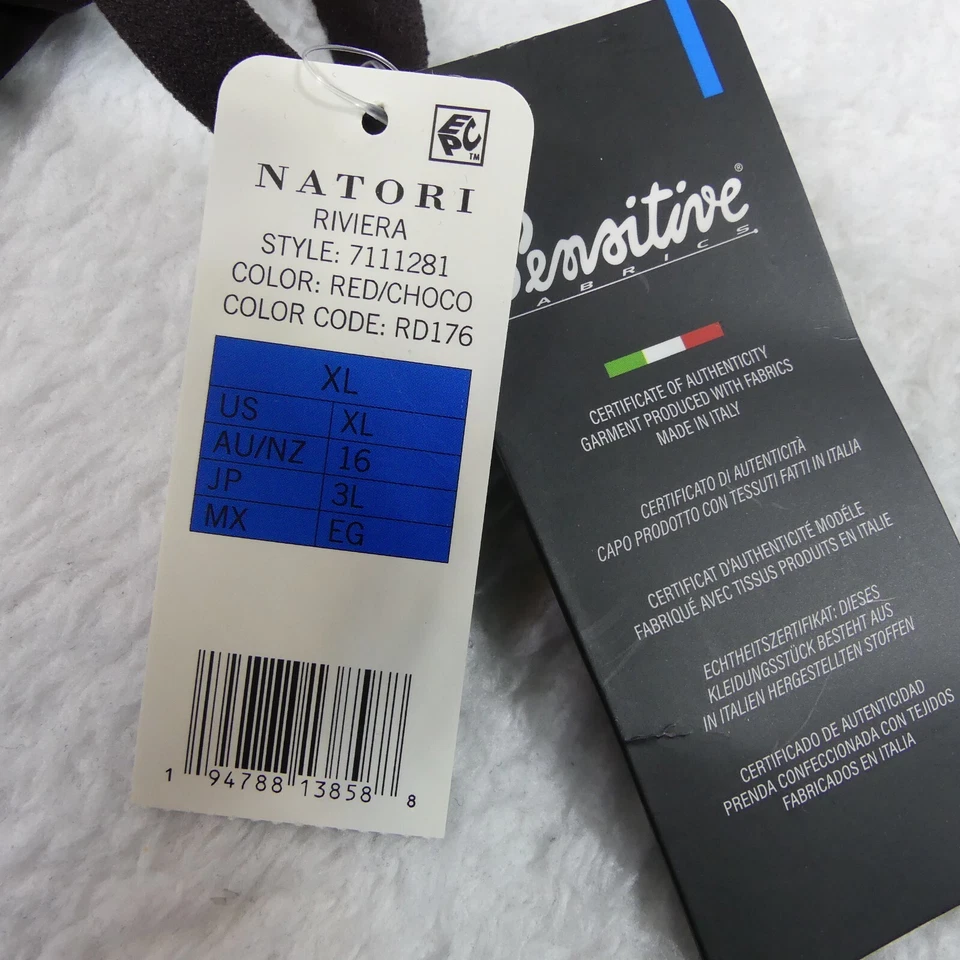 EPC™
NATORI
RIVIERA
STYLE: 7111281
COLOR: RED/CHOCO
COLOR CODE: RD176
XL
US XL
AU/NZ 16
JP 3L
MX EG
1 94788 13858 8
Sensitive®
FABRICS
CERTIFICATE OF AUTHENTICITY
GARMENT PRODUCED WITH FABRICS
MADE IN ITALY
CERTIFICATO DI AUTENTICITÀ
CAPO PRODOTTO CON TESSUTI FATTI IN ITALIA
CERTIFICAT D'AUTHENTICITÉ MODÈLE
FABRIQUÉ AVEC TISSUS PRODUITS EN ITALIE
ECHTHEITSZERTIFIKAT: DIESES
KLEIDUNGSSTÜCK BESTEHT AUS
IN ITALIEN HERGESTELLTEN STOFFEN
CERTIFICADO DE AUTENTICIDAD
PRENDA CONFECCIONADA CON TEJIDOS
FABRICADOS EN ITALIA